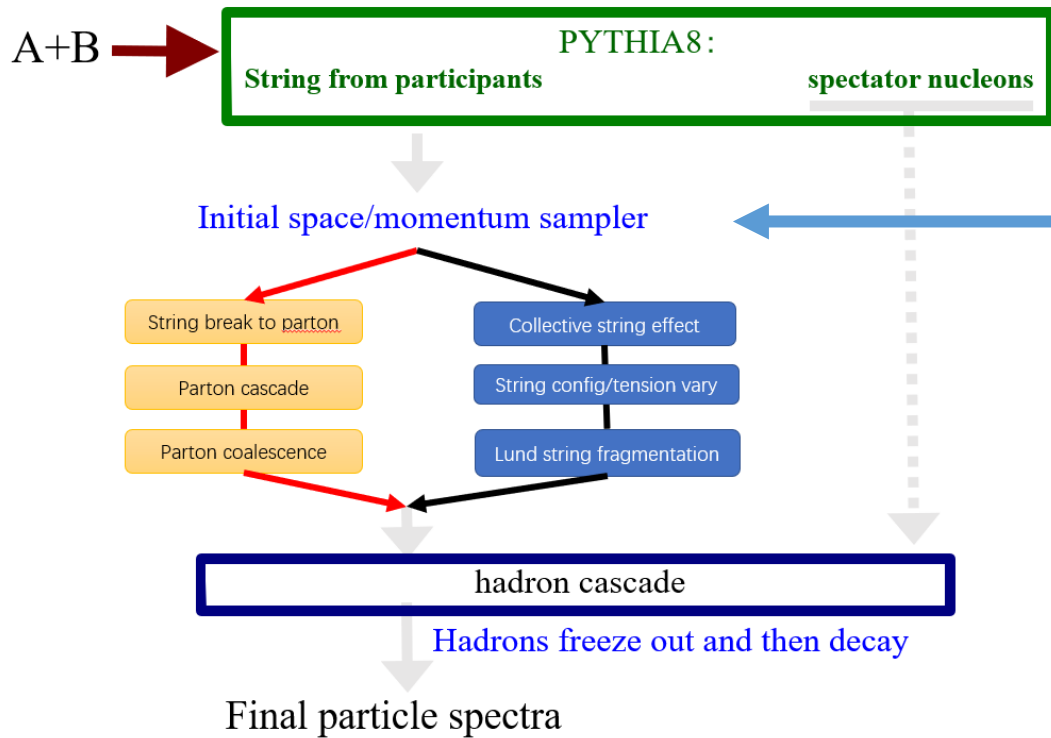 A+B
PYTHIA8：
String from participants
spectator nucleons
Initial space/momentum sampler
String break to parton
Collective string effect
Parton cascade
String config/tension vary
Parton coalescence
Lund string fragmentation
hadron cascade
Hadrons freeze out and then decay
Final particle spectra